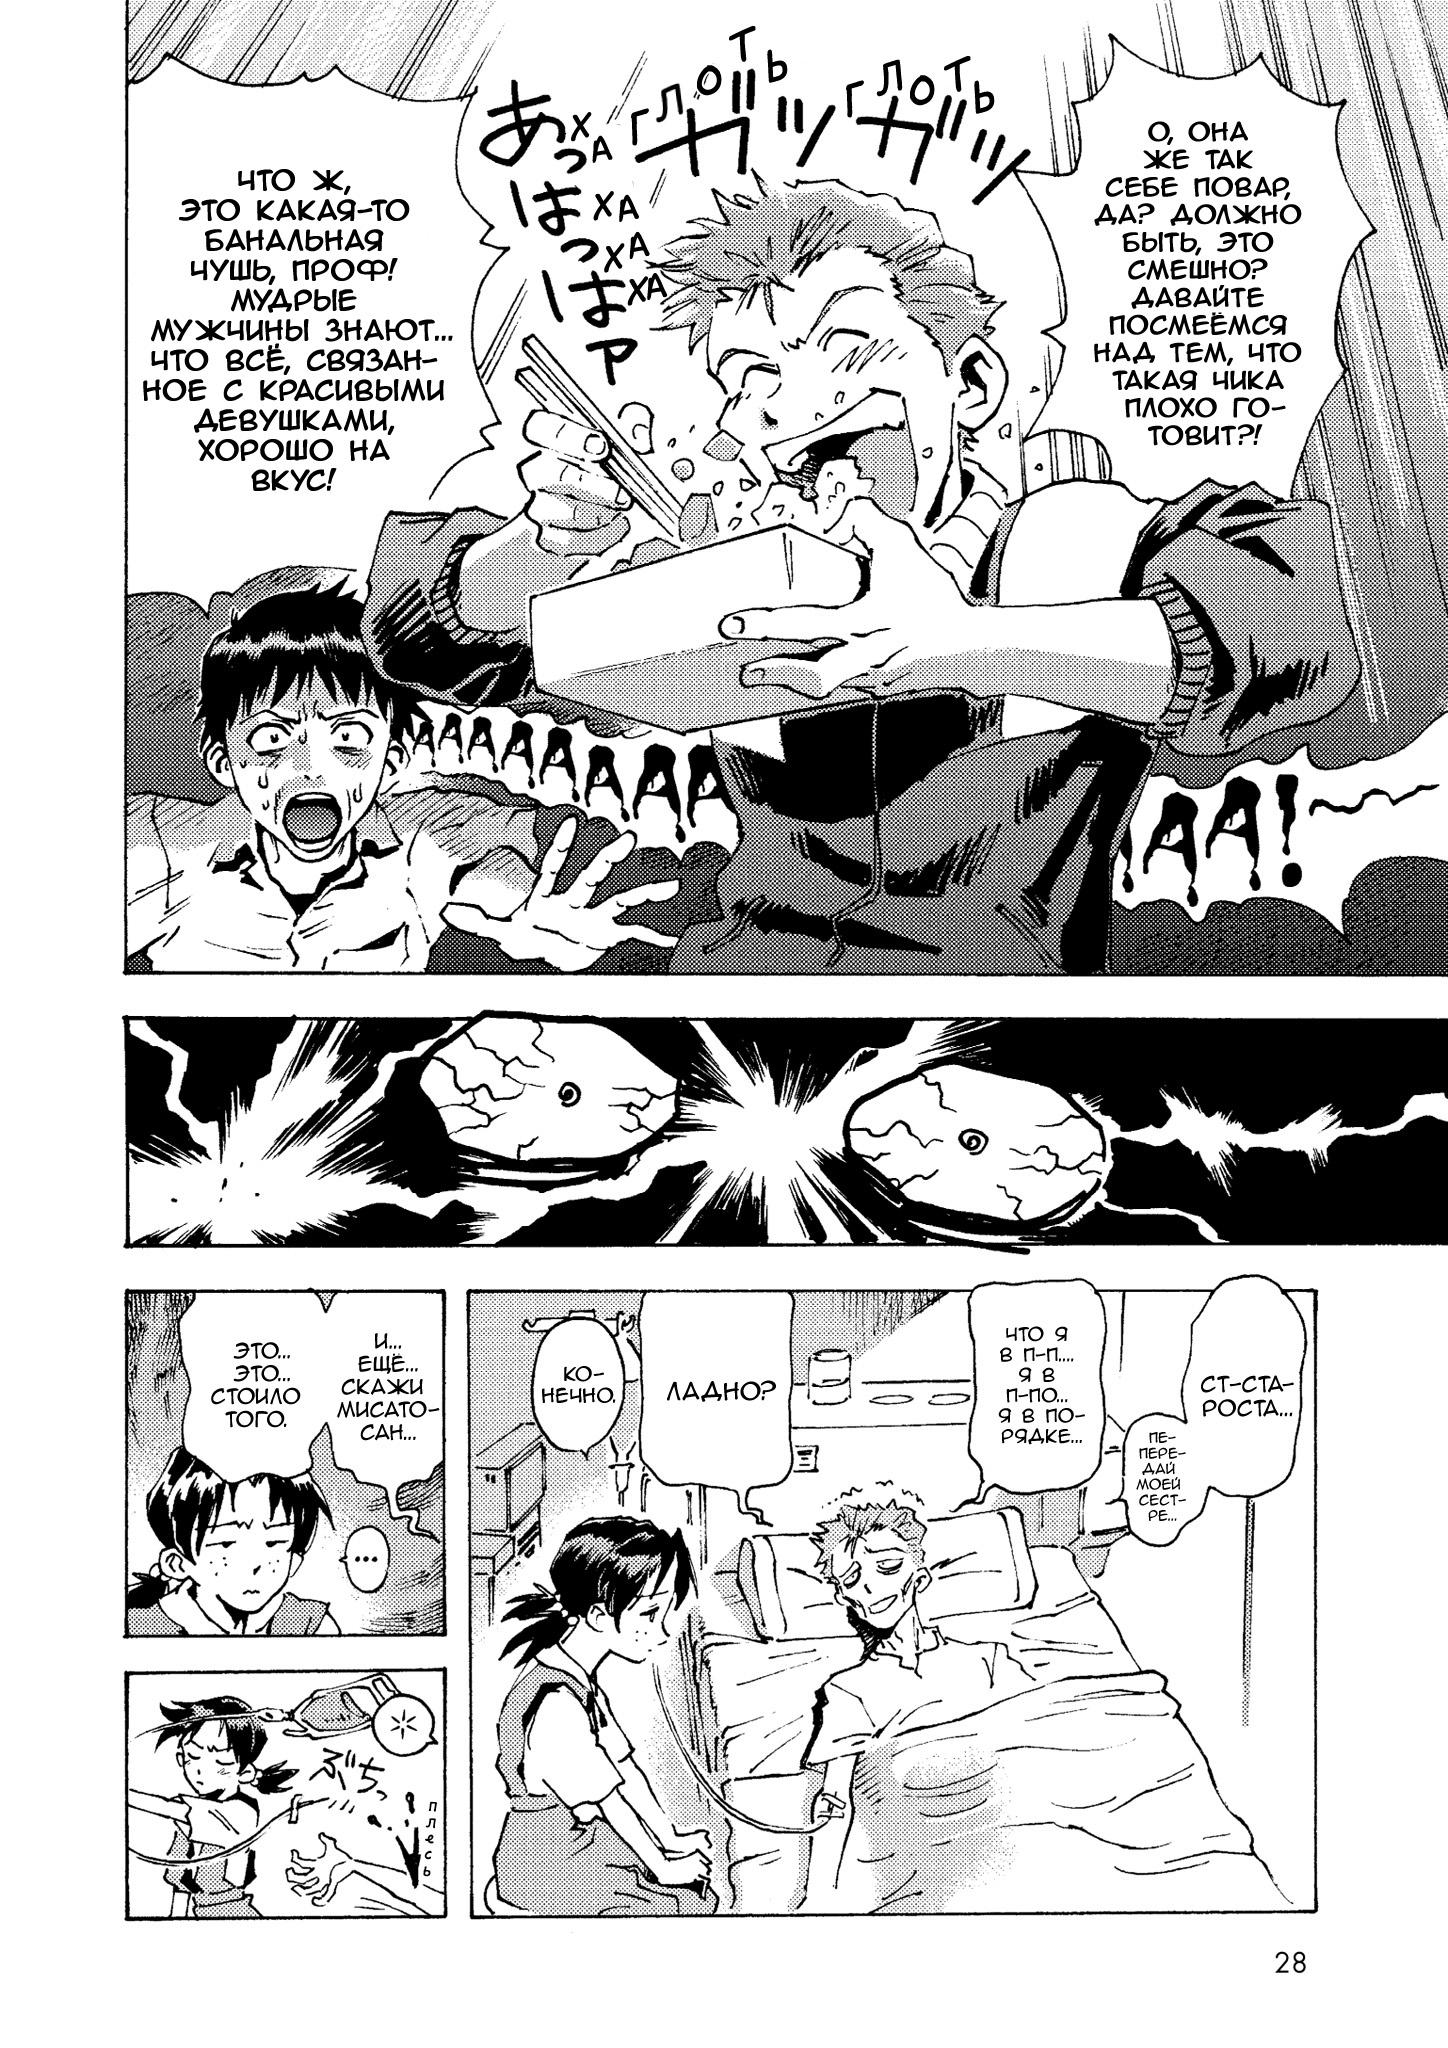 О, ОНА
ЖЕ ТАК
СЕБЕ ПОВАР,
ДА? ДОЛЖНО
БЫТЬ, ЭТО
СМЕШНО?
ДАВАЙТЕ
ПОСМЕЁМСЯ
НАД ТЕМ, ЧТО
ТАКАЯ ЧИКА
ПЛОХО ГО-
ТОВИТ?!
ГЛОТЬ
ГЛОТЬ
ガツガツ
あっはっはァ
ХА
ХА
ХА
ХА
ХА
ЧТО Ж,
ЭТО КАКАЯ-ТО
БАНАЛЬНАЯ
ЧУШЬ, ПРОФ!
МУДРЫЕ
МУЖЧИНЫ ЗНАЮТ...
ЧТО ВСЁ, СВЯЗАН-
НОЕ С КРАСИВЫМИ
ДЕВУШКАМИ,
ХОРОШО НА
ВКУС!
АААААААААА
АААА!
СТ-СТА-
РОСТА...
ПЕ-
ПЕРЕ-
ДАЙ
МОЕЙ
СЕСТ-
РЕ...
ЧТО Я
В П-П....
Я В
П-ПО...
Я В ПО-
РЯДКЕ...
ЛАДНО?
КО-
НЕЧНО.
И...
ЕЩЁ...
СКАЖИ
МИСАТО-
САН...
ЭТО...
ЭТО...
СТОИЛО
ТОГО.
...
ぶちっ
плесь
28